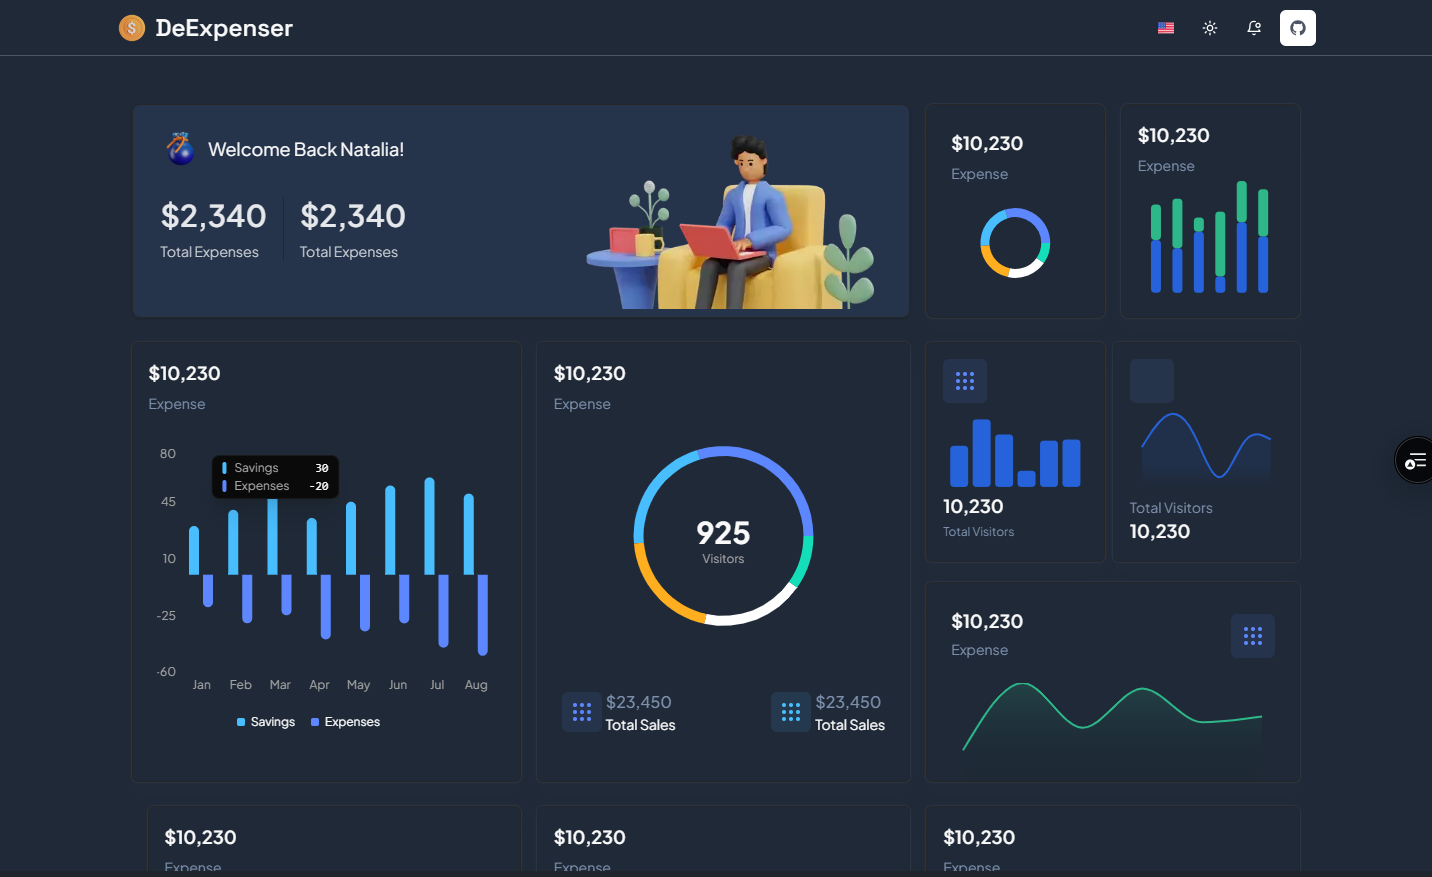 DeExpenser
Welcome Back Natalia!
$2,340
Total Expenses
$2,340
Total Expenses
$10,230
Expense
$10,230
Expense
$10,230
Expense
80
45
10
-25
-60
Savings 30
Expenses -20
Jan Feb Mar Apr May Jun Jul Aug
Savings Expenses
$10,230
Expense
925
Visitors
$23,450
Total Sales
$23,450
Total Sales
10,230
Total Visitors
Total Visitors
10,230
$10,230
Expense
$10,230
Expense
$10,230
Expense
$10,230
Expense